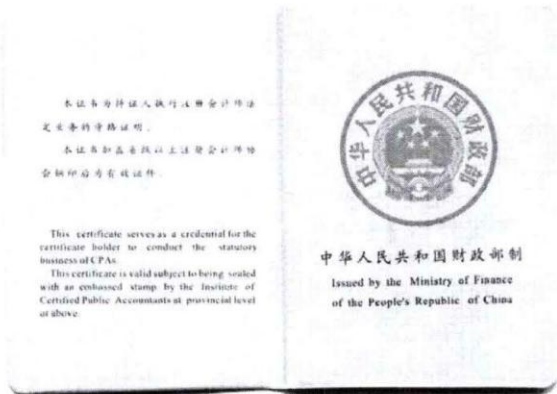 本证书为持证人执行注册会计师法
定业务的资格证明。
本证书加盖省级以上注册会计师协
会钢印后为有效证件。
This certificate serves as a credential for the
certificate holder to conduct the statutory
business of CPAs.
This certificate is valid subject to being sealed
with an embossed stamp by the Institute of
Certified Public Accountants at provincial level
or above.
中华人民共和国财政部
中华人民共和国财政部制
Issued by the Ministry of Finance
of the People's Republic of China